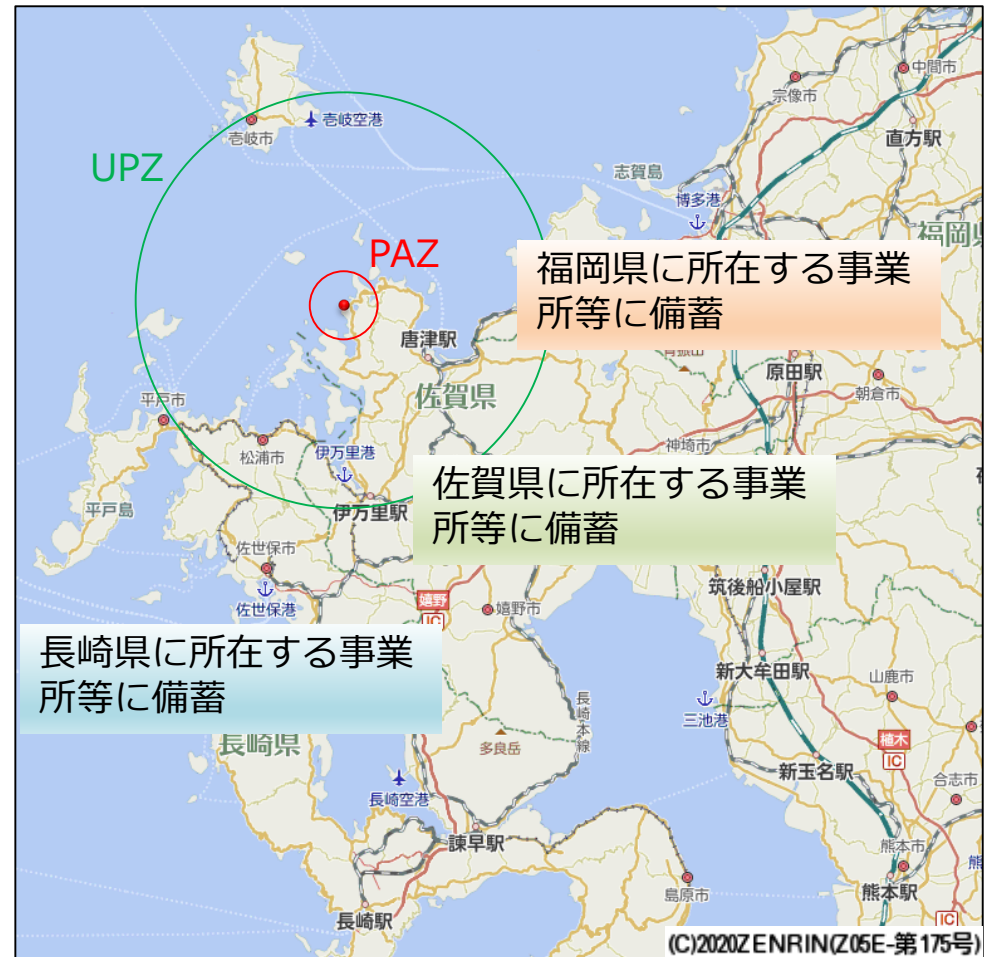 中間市
宗像市
壱岐空港
壱岐市
直方駅
UPZ
志賀島
博多港
福岡
PAZ
福岡県に所在する事業
所等に備蓄
唐津駅
原田駅
佐賀県
朝倉市
平戸市
神埼市
松浦市
伊万里港
佐賀県に所在する事業
所等に備蓄
平戸島
伊万里駅
佐世保市
筑後船小屋駅
嬉野
IC
嬉野市
佐世保港
長崎県に所在する事業
所等に備蓄
新大牟田駅
山鹿市
三池港
長崎本線
長崎県
多良岳
植木
IC
新玉名駅
合志市
長崎空港
諫早駅
熊本市
熊
島原市
熊本駅
長崎駅
IC
(C)2020ZENRIN(Z05E-第175号)